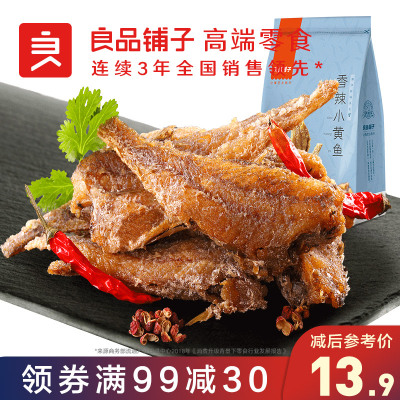 良 良品铺子 高端零食
连续3年全国销售领先*
香辣小黄鱼
领券满99减30
减后参考价
13.9